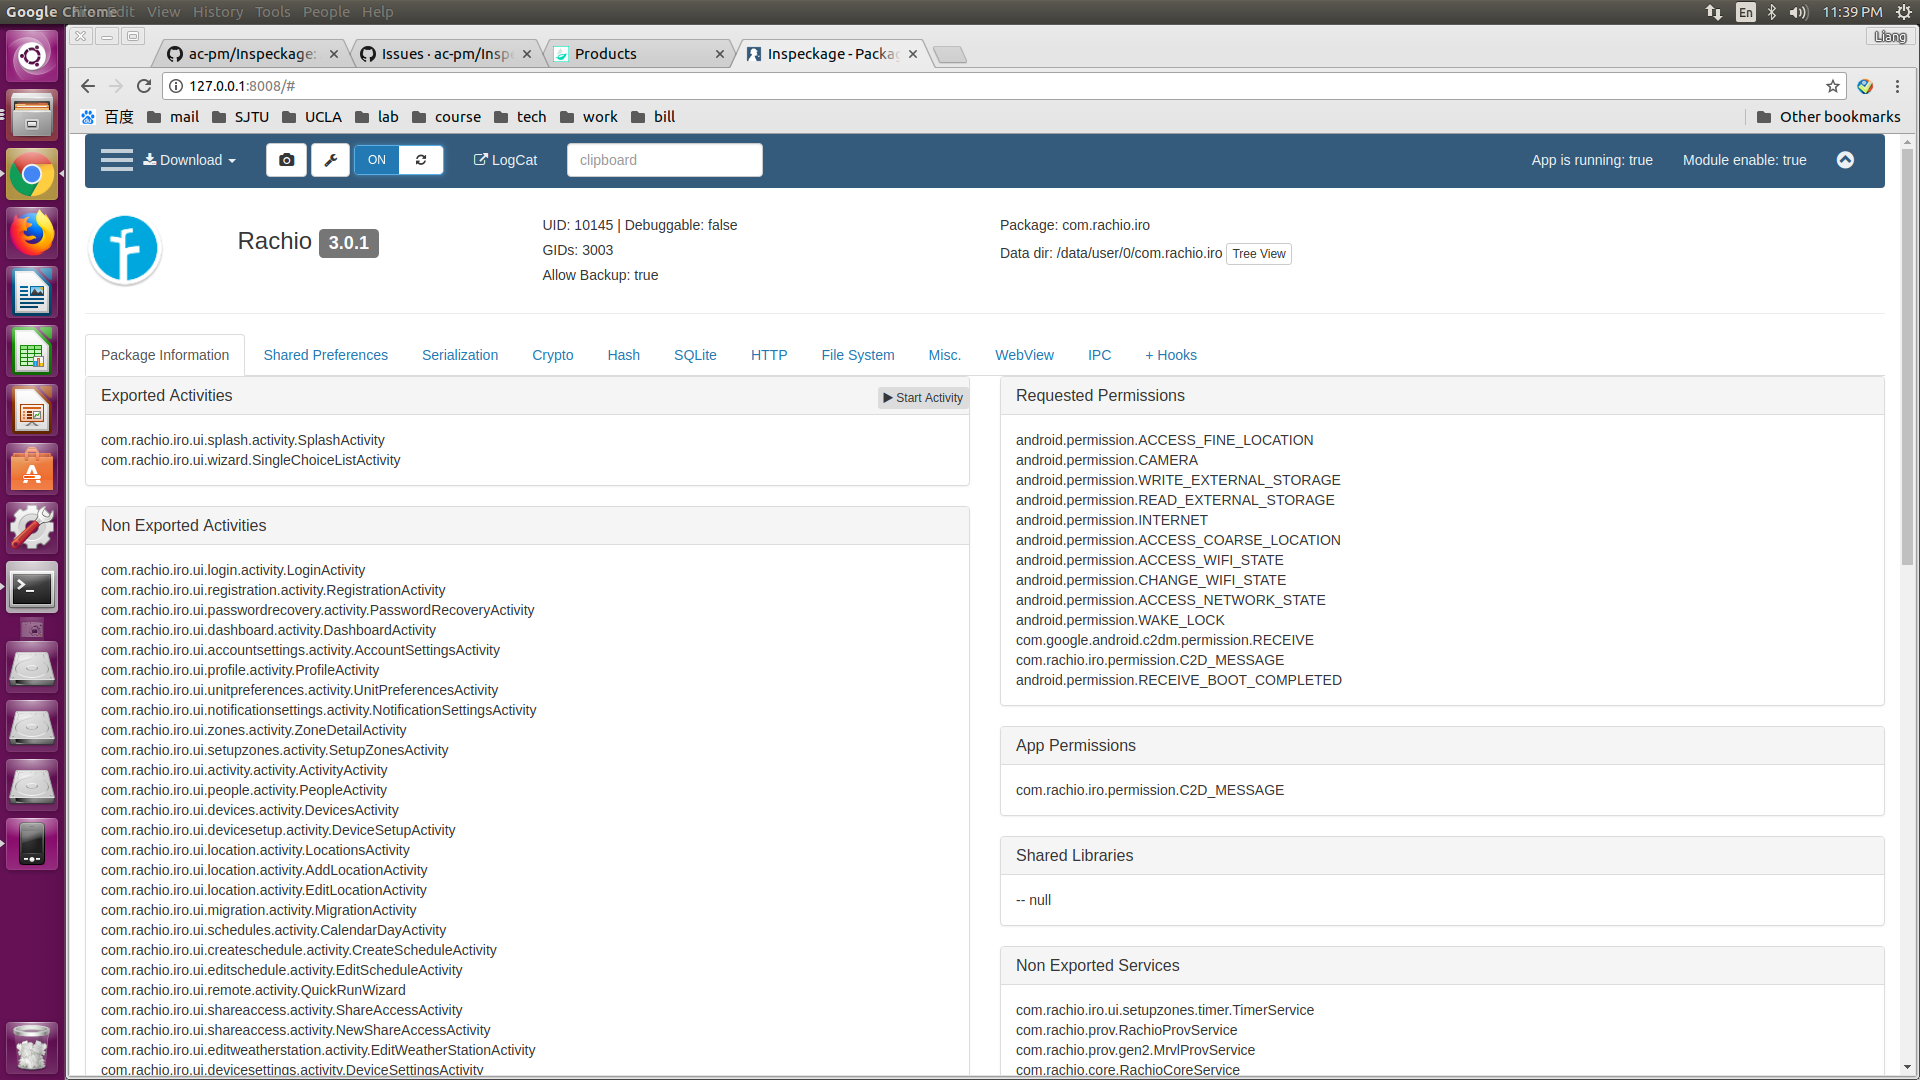 Google Chrome Edit View History Tools People Help
En
11:39 PM
Liang
ac-pm/Inspeckage:
Issues · ac-pm/Insp
Products
Inspeckage - Packa
127.0.0.1:8008/#
百度
mail
SJTU
UCLA
lab
course
tech
work
bill
Other bookmarks
Download
ON
LogCat
clipboard
App is running: true
Module enable: true
Rachio 3.0.1
UID: 10145 | Debuggable: false
GIDs: 3003
Allow Backup: true
Package: com.rachio.iro
Data dir: /data/user/0/com.rachio.iro Tree View
Package Information
Shared Preferences
Serialization
Crypto
Hash
SQLite
HTTP
File System
Misc.
WebView
IPC
+ Hooks
Exported Activities
Start Activity
com.rachio.iro.ui.splash.activity.SplashActivity
com.rachio.iro.ui.wizard.SingleChoiceListActivity
Non Exported Activities
com.rachio.iro.ui.login.activity.LoginActivity
com.rachio.iro.ui.registration.activity.RegistrationActivity
com.rachio.iro.ui.passwordrecovery.activity.PasswordRecoveryActivity
com.rachio.iro.ui.dashboard.activity.DashboardActivity
com.rachio.iro.ui.accountsettings.activity.AccountSettingsActivity
com.rachio.iro.ui.profile.activity.ProfileActivity
com.rachio.iro.ui.unitpreferences.activity.UnitPreferencesActivity
com.rachio.iro.ui.notificationsettings.activity.NotificationSettingsActivity
com.rachio.iro.ui.zones.activity.ZoneDetailActivity
com.rachio.iro.ui.setupzones.activity.SetupZonesActivity
com.rachio.iro.ui.activity.activity.ActivityActivity
com.rachio.iro.ui.people.activity.PeopleActivity
com.rachio.iro.ui.devices.activity.DevicesActivity
com.rachio.iro.ui.devicesetup.activity.DeviceSetupActivity
com.rachio.iro.ui.location.activity.LocationsActivity
com.rachio.iro.ui.location.activity.AddLocationActivity
com.rachio.iro.ui.location.activity.EditLocationActivity
com.rachio.iro.ui.migration.activity.MigrationActivity
com.rachio.iro.ui.schedules.activity.CalendarDayActivity
com.rachio.iro.ui.createschedule.activity.CreateScheduleActivity
com.rachio.iro.ui.editschedule.activity.EditScheduleActivity
com.rachio.iro.ui.remote.activity.QuickRunWizard
com.rachio.iro.ui.shareaccess.activity.ShareAccessActivity
com.rachio.iro.ui.shareaccess.activity.NewShareAccessActivity
com.rachio.iro.ui.editweatherstation.activity.EditWeatherStationActivity
com.rachio.iro.ui.devicesettings.activity.DeviceSettingsActivity
Requested Permissions
android.permission.ACCESS_FINE_LOCATION
android.permission.CAMERA
android.permission.WRITE_EXTERNAL_STORAGE
android.permission.READ_EXTERNAL_STORAGE
android.permission.INTERNET
android.permission.ACCESS_COARSE_LOCATION
android.permission.ACCESS_WIFI_STATE
android.permission.CHANGE_WIFI_STATE
android.permission.ACCESS_NETWORK_STATE
android.permission.WAKE_LOCK
com.google.android.c2dm.permission.RECEIVE
com.rachio.iro.permission.C2D_MESSAGE
android.permission.RECEIVE_BOOT_COMPLETED
App Permissions
com.rachio.iro.permission.C2D_MESSAGE
Shared Libraries
-- null
Non Exported Services
com.rachio.iro.ui.setupzones.timer.TimerService
com.rachio.prov.RachioProvService
com.rachio.prov.gen2.MrvlProvService
com.rachio.core.RachioCoreService